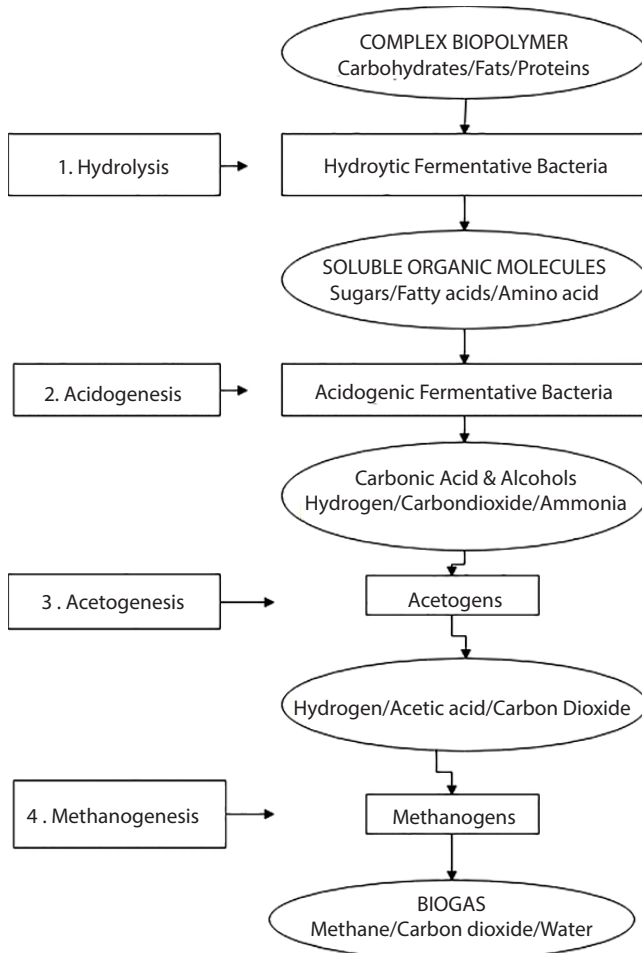 COMPLEX BIOPOLYMER
Carbohydrates/Fats/Proteins
1. Hydrolysis
Hydroytic Fermentative Bacteria
SOLUBLE ORGANIC MOLECULES
Sugars/Fatty acids/Amino acid
2. Acidogenesis
Acidogenic Fermentative Bacteria
Carbonic Acid & Alcohols
Hydrogen/Carbondioxide/Ammonia
3 . Acetogenesis
Acetogens
Hydrogen/Acetic acid/Carbon Dioxide
4 . Methanogenesis
Methanogens
BIOGAS
Methane/Carbon dioxide/Water